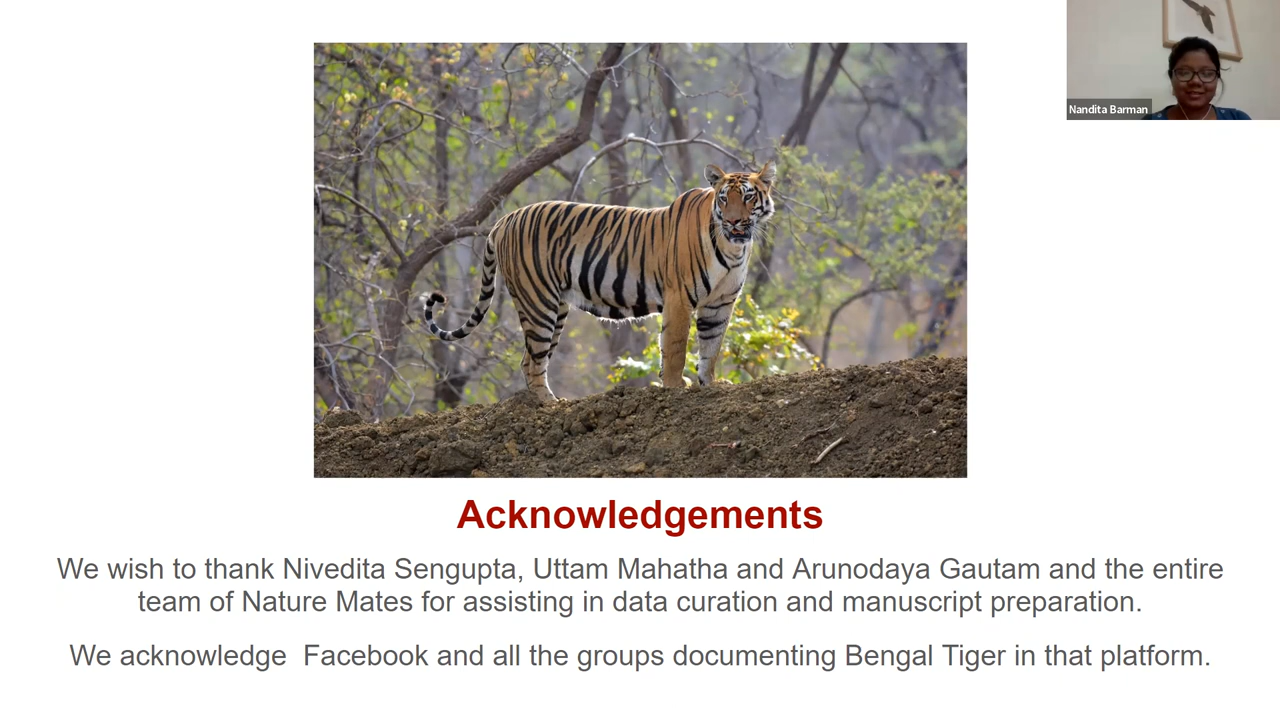 Nandita Barman
Acknowledgements
We wish to thank Nivedita Sengupta, Uttam Mahatha and Arunodaya Gautam and the entire
team of Nature Mates for assisting in data curation and manuscript preparation.
We acknowledge  Facebook and all the groups documenting Bengal Tiger in that platform.